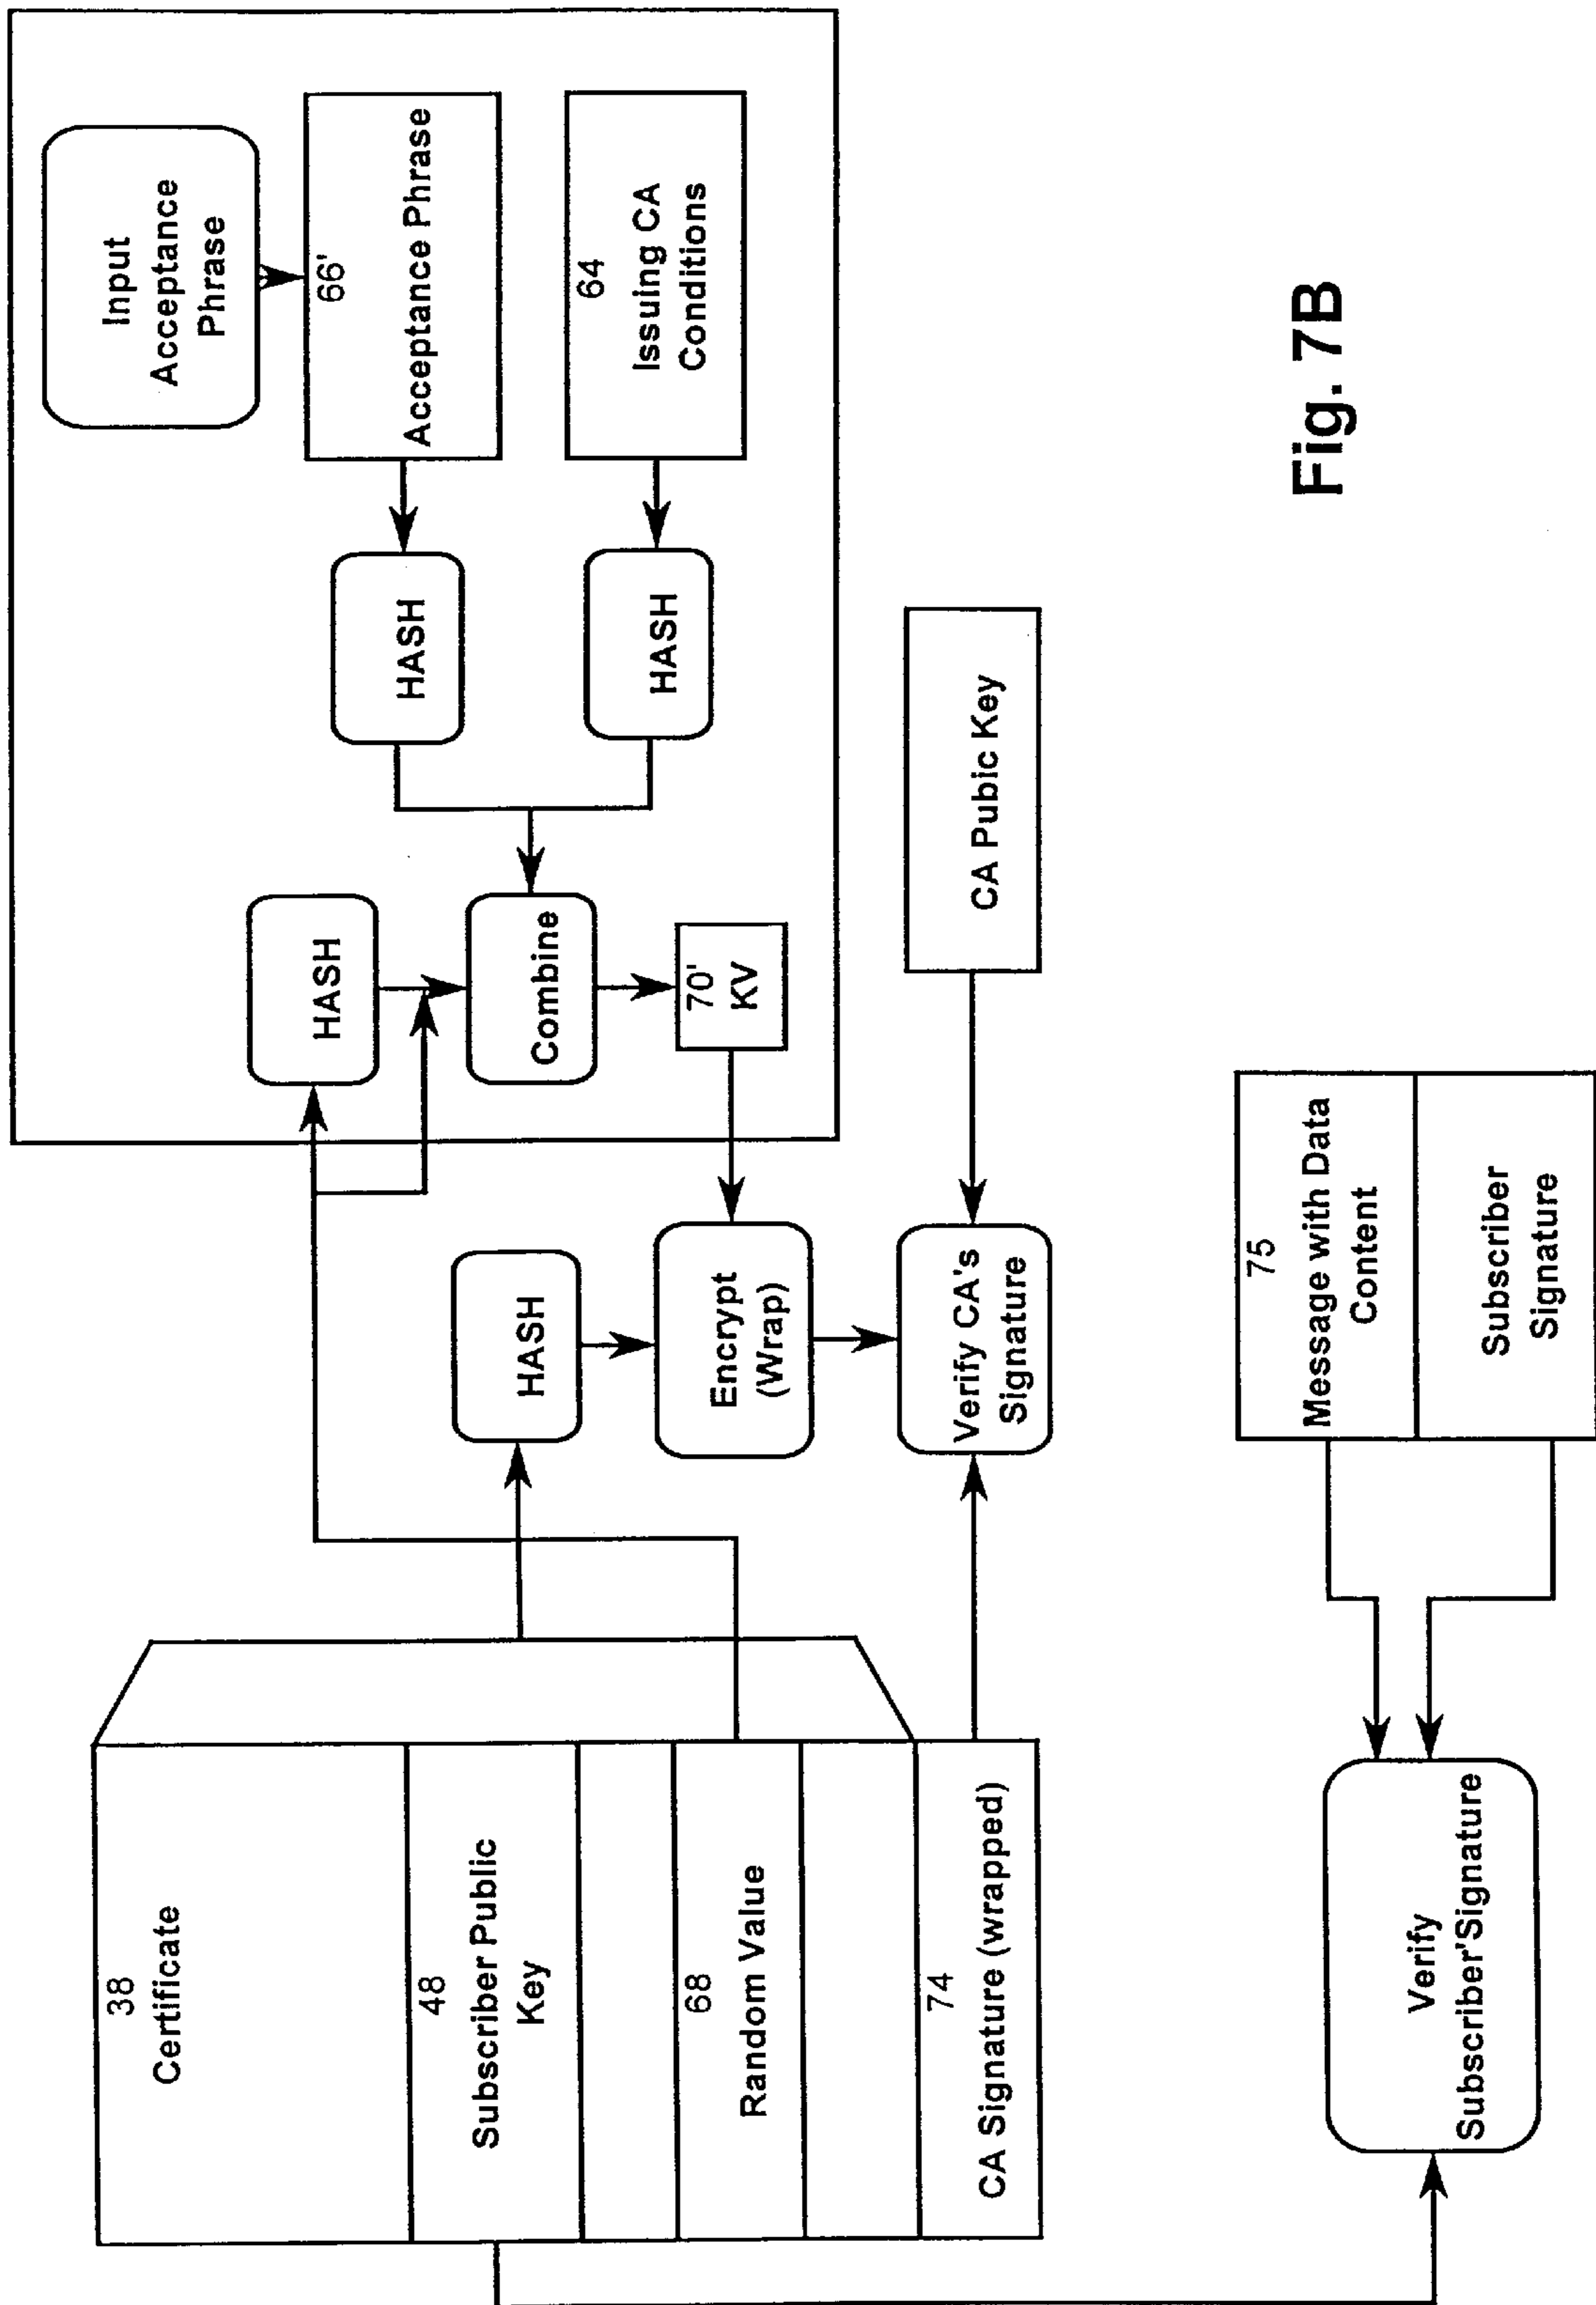 38
Certificate
48
Subscriber Public
Key
68
Random Value
74
CA Signature (wrapped)
HASH
Encrypt
(Wrap)
Verify CA's
Signature
HASH
Combine
70'
KV
HASH
HASH
Input
Acceptance
Phrase
66'
Acceptance Phrase
64
Issuing CA
Conditions
CA Pubic Key
Verify
Subscriber'Signature
75
Message with Data
Content
Subscriber
Signature
Fig. 7B